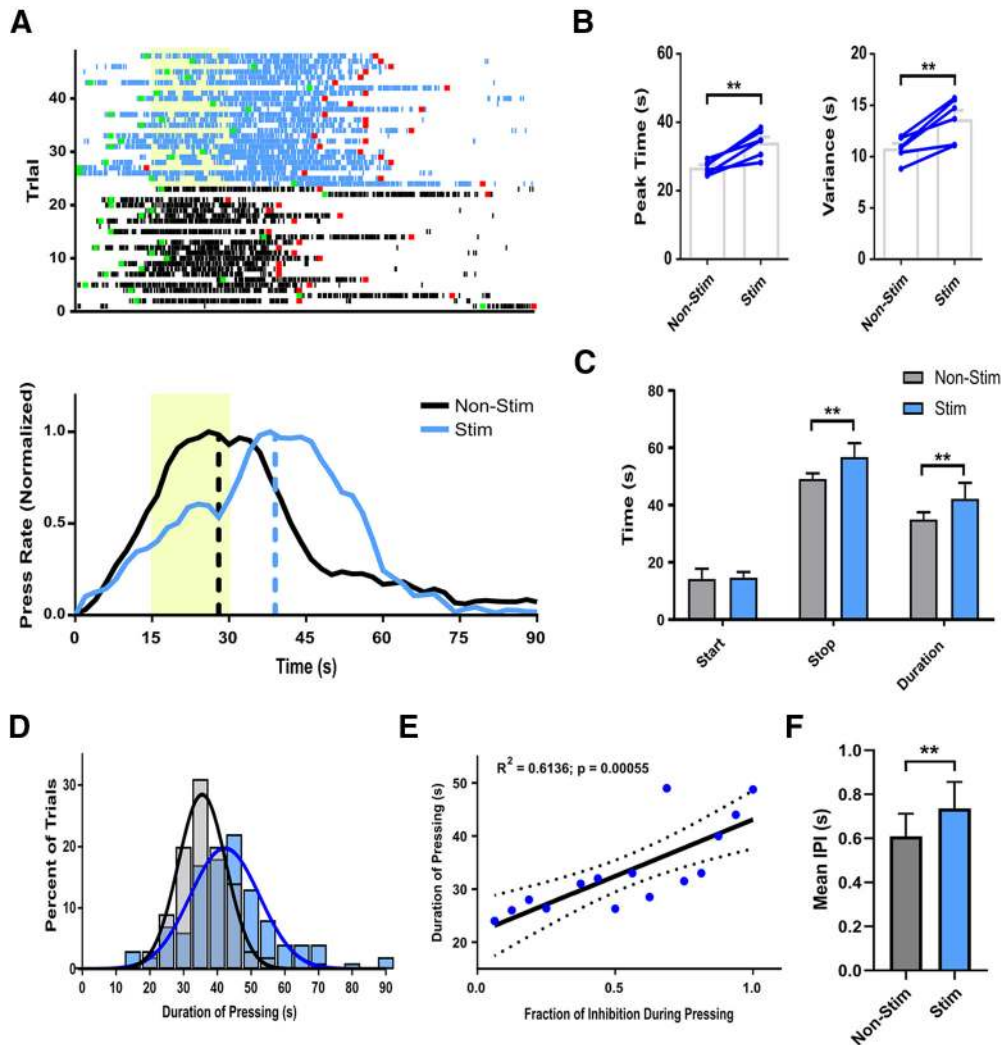 A
Trial
40
30
20
10
0
Press Rate (Normalized)
1.0
0.5
0.0
Non-Stim
Stim
0 15 30 45 60 75 90
Time (s)
B
Peak Time (s)
60
40
20
0
**
Non-Stim Stim
Variance (s)
15
10
5
0
**
Non-Stim Stim
C
Non-Stim
Stim
Time (s)
80
60
40
20
0
** **
Start Stop Duration
D
Percent of Trials
30
20
10
0
0 10 20 30 40 50 60 70 80 90
Duration of Pressing (s)
E
R2 = 0.6136; p = 0.00055
Duration of Pressing (s)
50
40
30
20
0.0 0.5 1.0
Fraction of Inhibition During Pressing
F
Mean IPI (s)
1.0
0.8
0.6
0.4
0.2
0.0
**
Non-Stim Stim